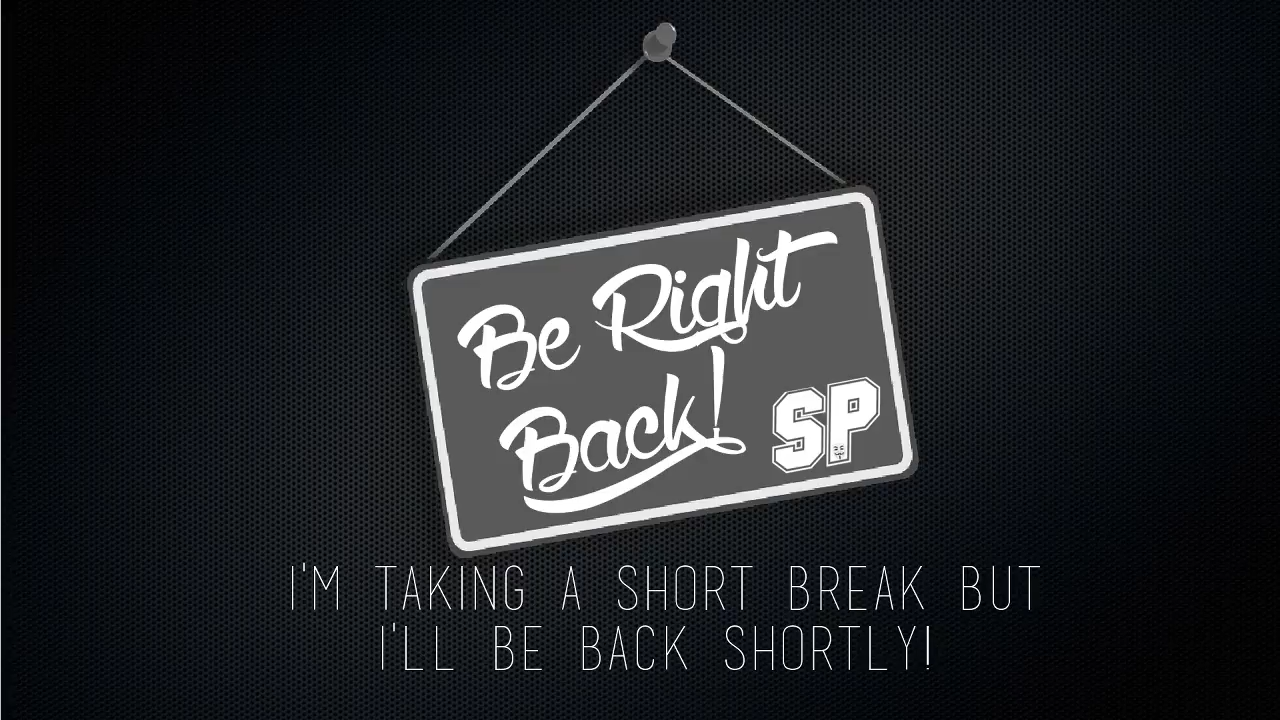 Be Right
Back!
SP
I'M TAKING A SHORT BREAK BUT
I'LL BE BACK SHORTLY!